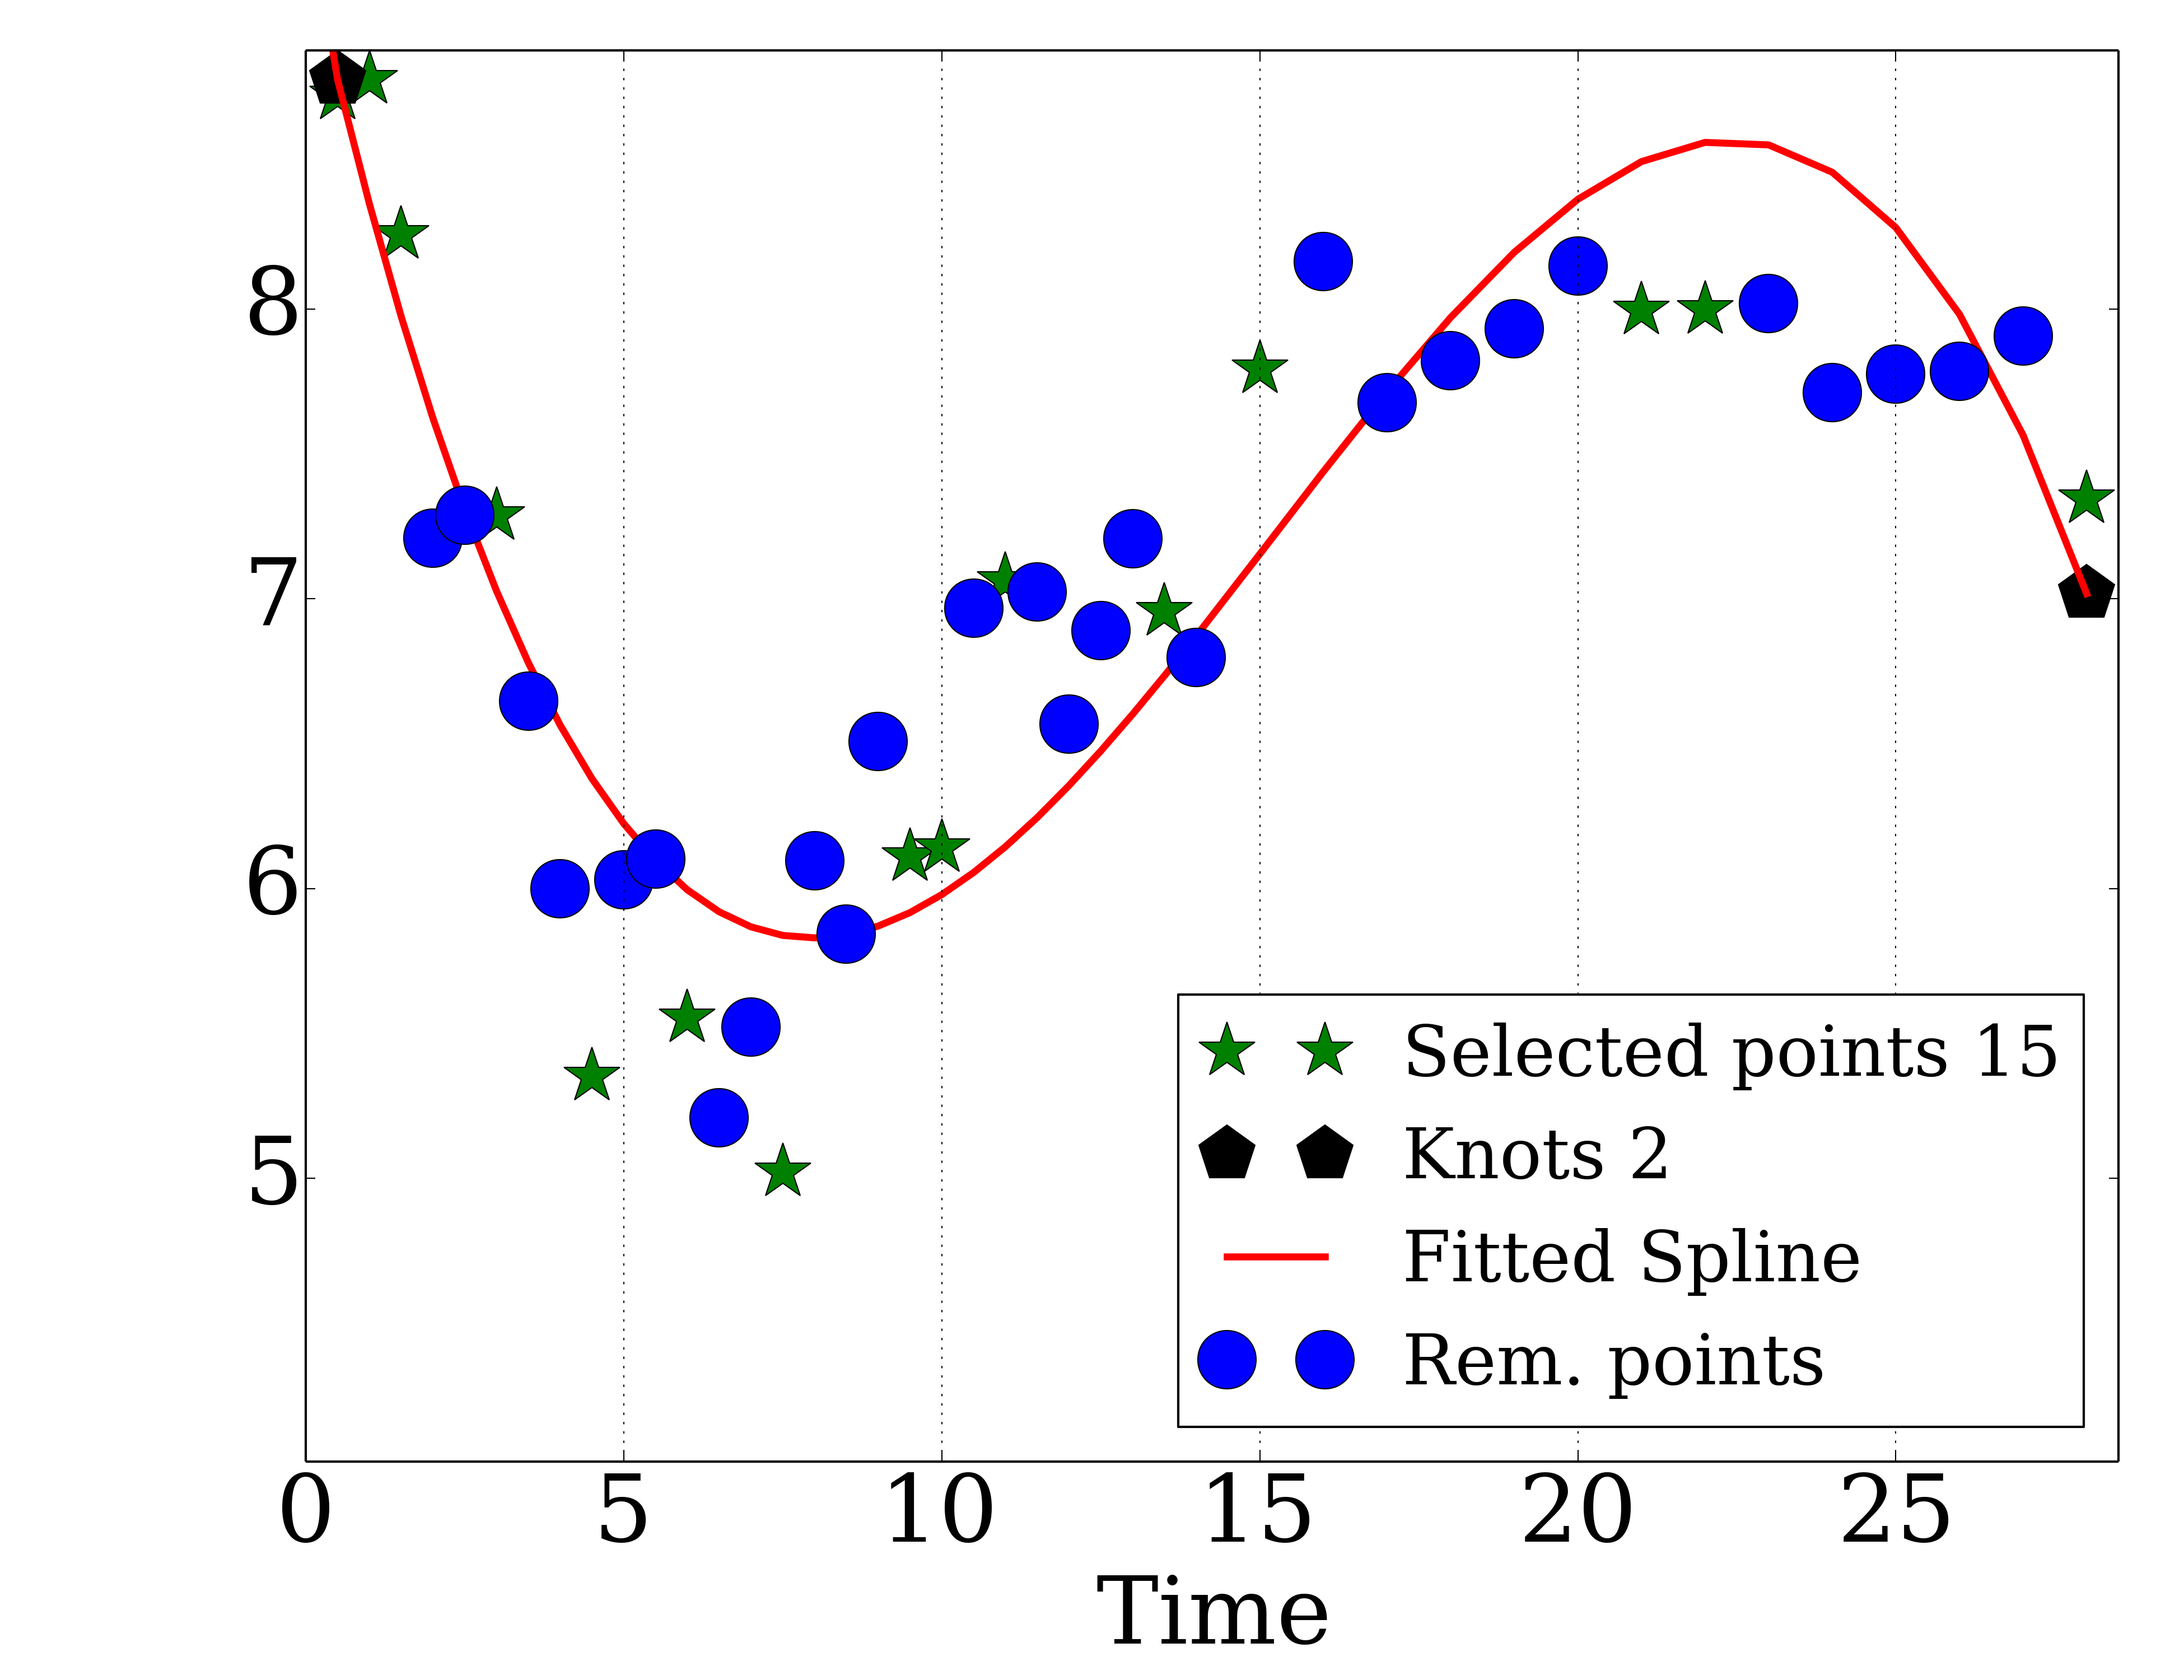 8
7
6
5
0 5 10 15 20 25
Time
Selected points 15
Knots 2
Fitted Spline
Rem. points